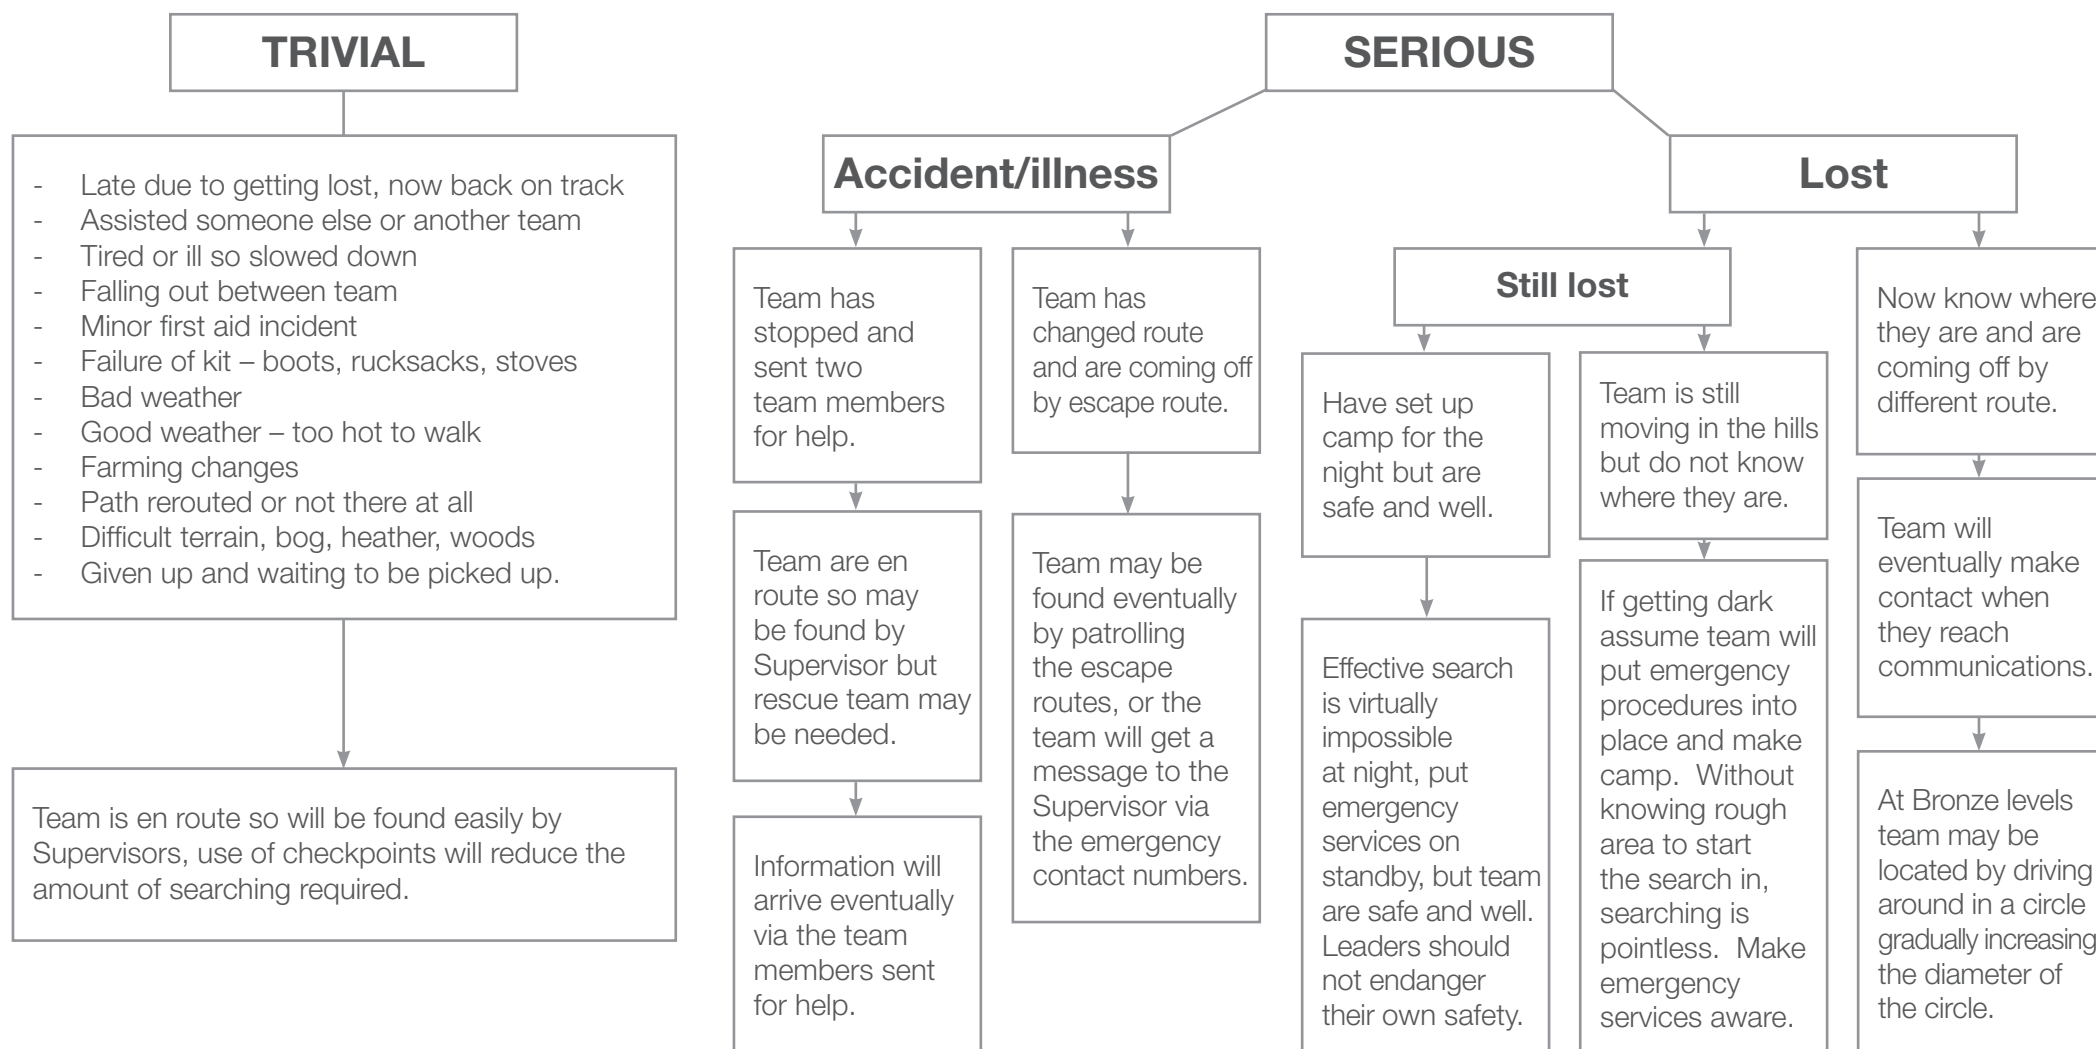 TRIVIAL
- Late due to getting lost, now back on track
- Assisted someone else or another team
- Tired or ill so slowed down
- Falling out between team
- Minor first aid incident
- Failure of kit – boots, rucksacks, stoves
- Bad weather
- Good weather – too hot to walk
- Farming changes
- Path rerouted or not there at all
- Difficult terrain, bog, heather, woods
- Given up and waiting to be picked up.
Team is en route so will be found easily by
Supervisors, use of checkpoints will reduce the
amount of searching required.
SERIOUS
Accident/illness
Team has
stopped and
sent two
team members
for help.
Team are en
route so may
be found by
Supervisor but
rescue team may
be needed.
Information will
arrive eventually
via the team
members sent
for help.
Team has
changed route
and are coming off
by escape route.
Team may be
found eventually
by patrolling
the escape
routes, or the
team will get a
message to the
Supervisor via
the emergency
contact numbers.
Lost
Still lost
Have set up
camp for the
night but are
safe and well.
Effective search
is virtually
impossible
at night, put
emergency
services on
standby, but team
are safe and well.
Leaders should
not endanger
their own safety.
Team is still
moving in the hills
but do not know
where they are.
If getting dark
assume team will
put emergency
procedures into
place and make
camp.  Without
knowing rough
area to start
the search in,
searching is
pointless.  Make
emergency
services aware.
Now know where
they are and are
coming off by
different route.
Team will
eventually make
contact when
they reach
communications.
At Bronze levels
team may be
located by driving
around in a circle
gradually increasing
the diameter of
the circle.